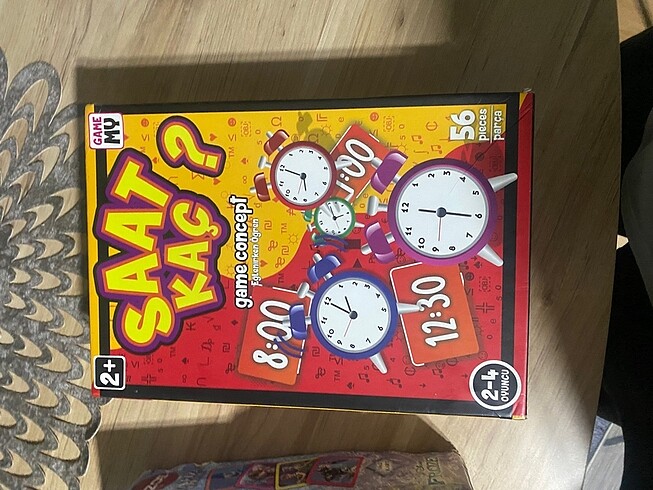 GAME
MY
SAAT
KAÇ ?
game concept
Eğlenirken Öğren
56
pieces
parça
1:00
8:00
12:30
2+
2-4
OYUNCU